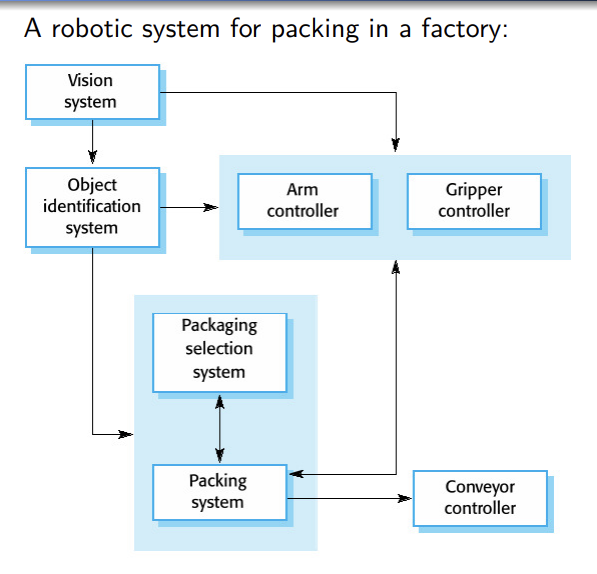 A robotic system for packing in a factory:
Vision
system
Object
identification
system
Arm
controller
Gripper
controller
Packaging
selection
system
Packing
system
Conveyor
controller